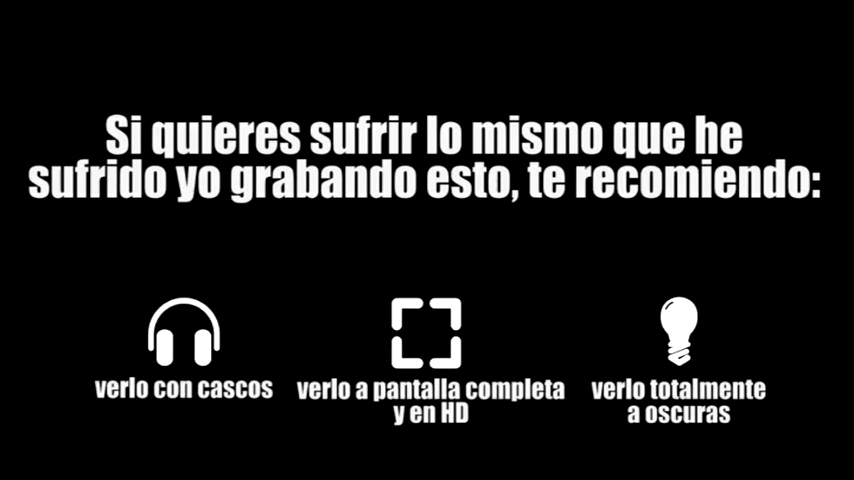 Si quieres sufrir lo mismo que he
sufrido yo grabando esto, te recomiendo:
verlo con cascos
verlo a pantalla completa
y en HD
verlo totalmente
a oscuras